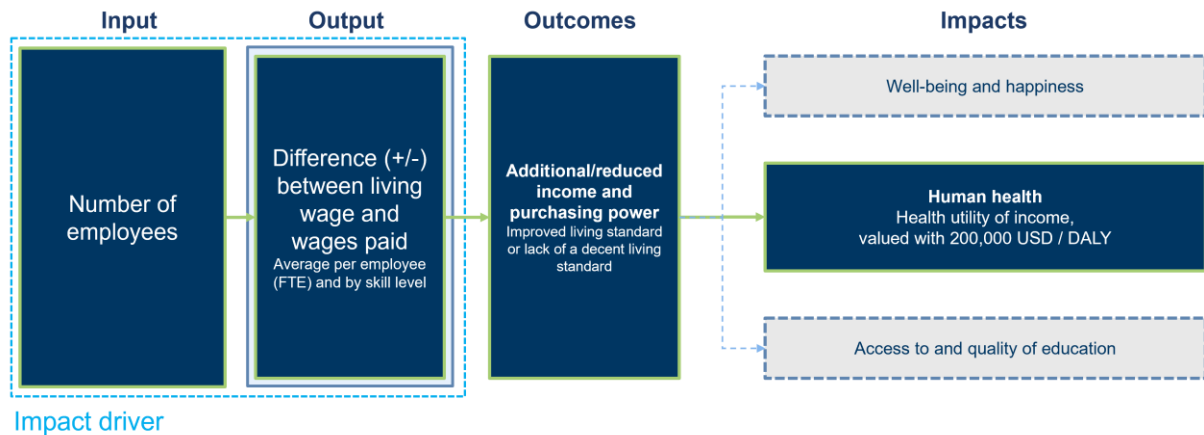 Input
Output
Outcomes
Impacts
Number of
employees
Difference (+/-)
between living
wage and
wages paid
Average per employee
(FTE) and by skill level
Additional/reduced
income and
purchasing power
Improved living standard
or lack of a decent living
standard
Well-being and happiness
Human health
Health utility of income,
valued with 200,000 USD / DALY
Access to and quality of education
Impact driver